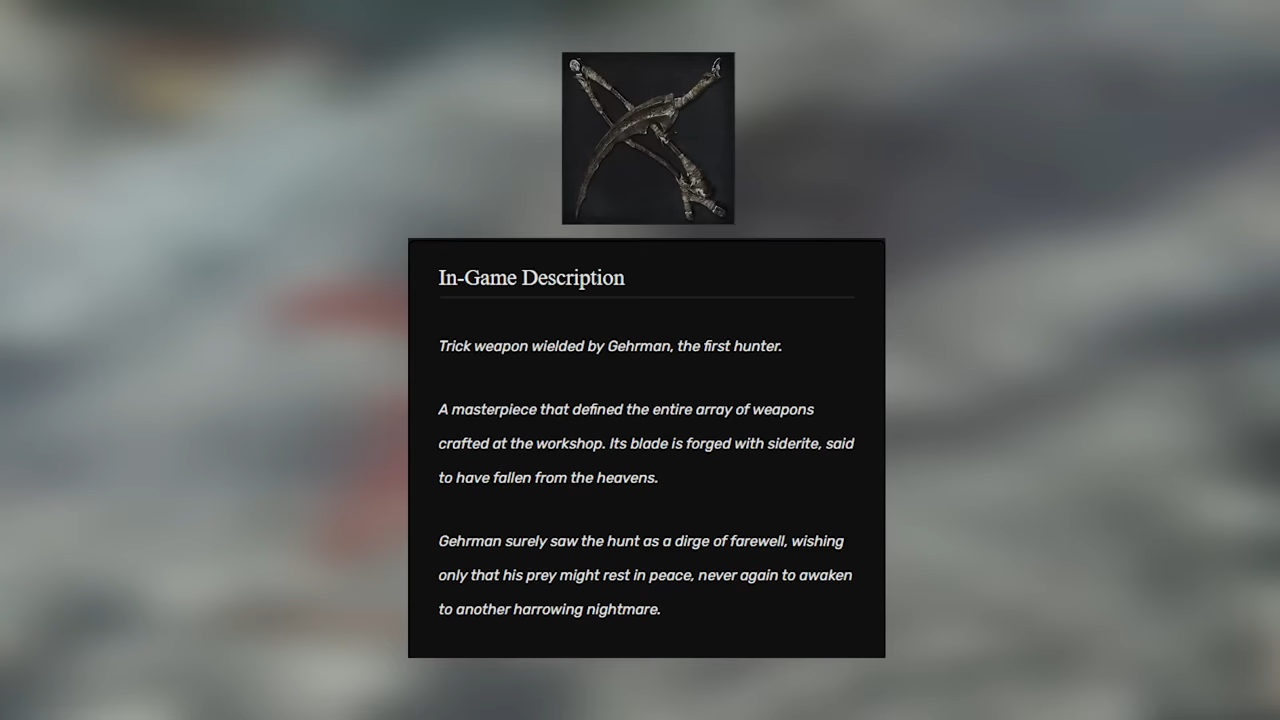 In-Game Description
Trick weapon wielded by Gehrman, the first hunter.
A masterpiece that defined the entire array of weapons
crafted at the workshop. Its blade is forged with siderite, said
to have fallen from the heavens.
Gehrman surely saw the hunt as a dirge of farewell, wishing
only that his prey might rest in peace, never again to awaken
to another harrowing nightmare.